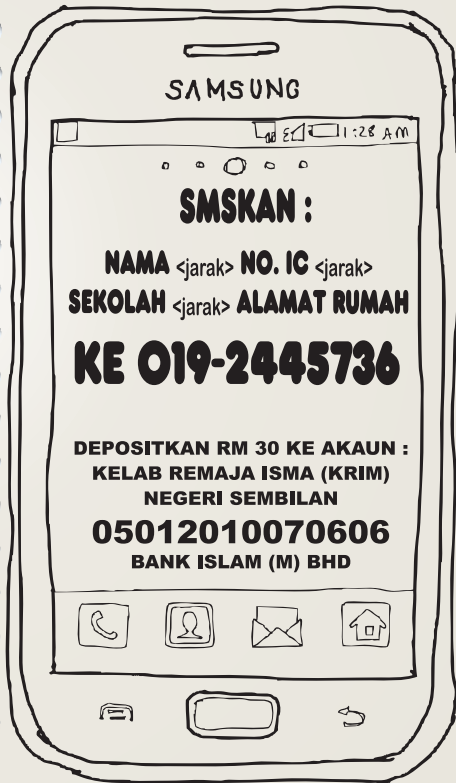 SAMSUNG
1:28 AM
SMSKAN :
NAMA <jarak> NO. IC <jarak>
SEKOLAH <jarak> ALAMAT RUMAH
KE 019-2445736
DEPOSITKAN RM 30 KE AKAUN :
KELAB REMAJA ISMA (KRIM)
NEGERI SEMBILAN
05012010070606
BANK ISLAM (M) BHD